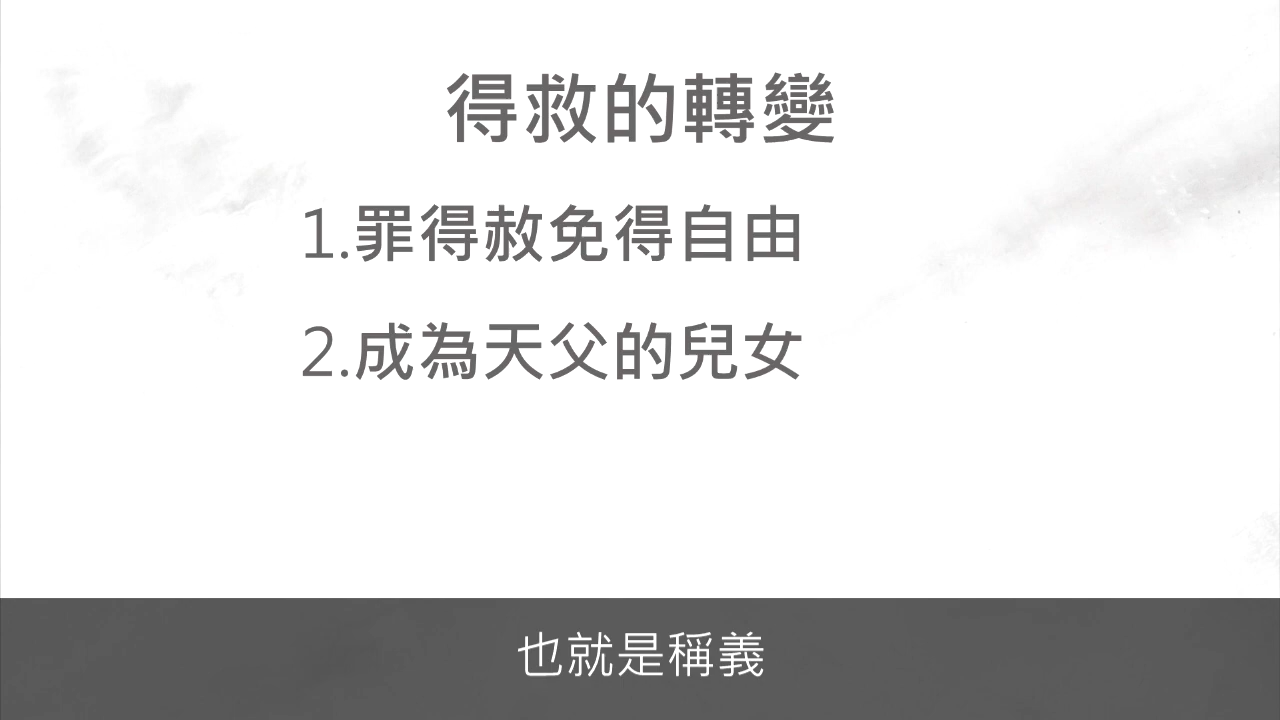 得救的轉變
1.罪得赦免得自由
2.成為天父的兒女
也就是稱義